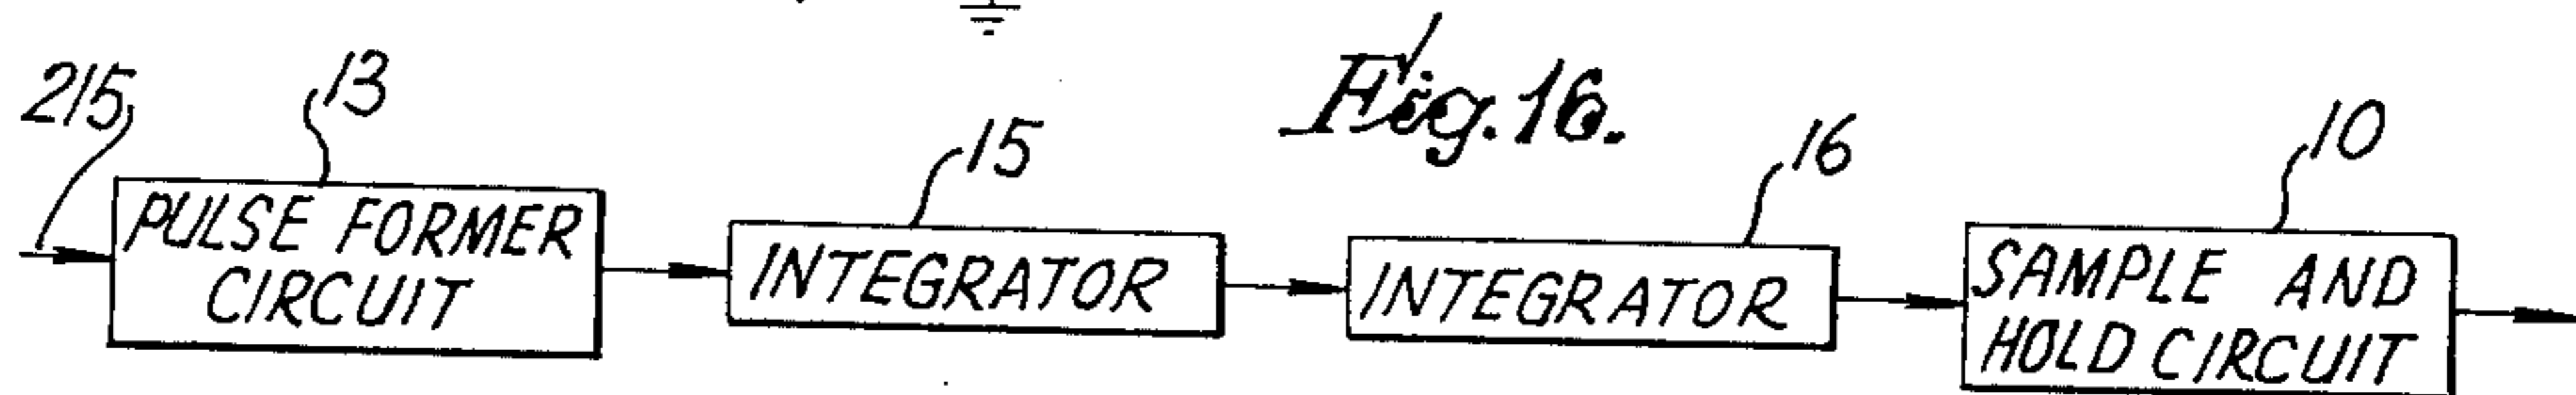 215
13
15
Fig. 16.
16
10
PULSE FORMER
CIRCUIT
INTEGRATOR
INTEGRATOR
SAMPLE AND
HOLD CIRCUIT